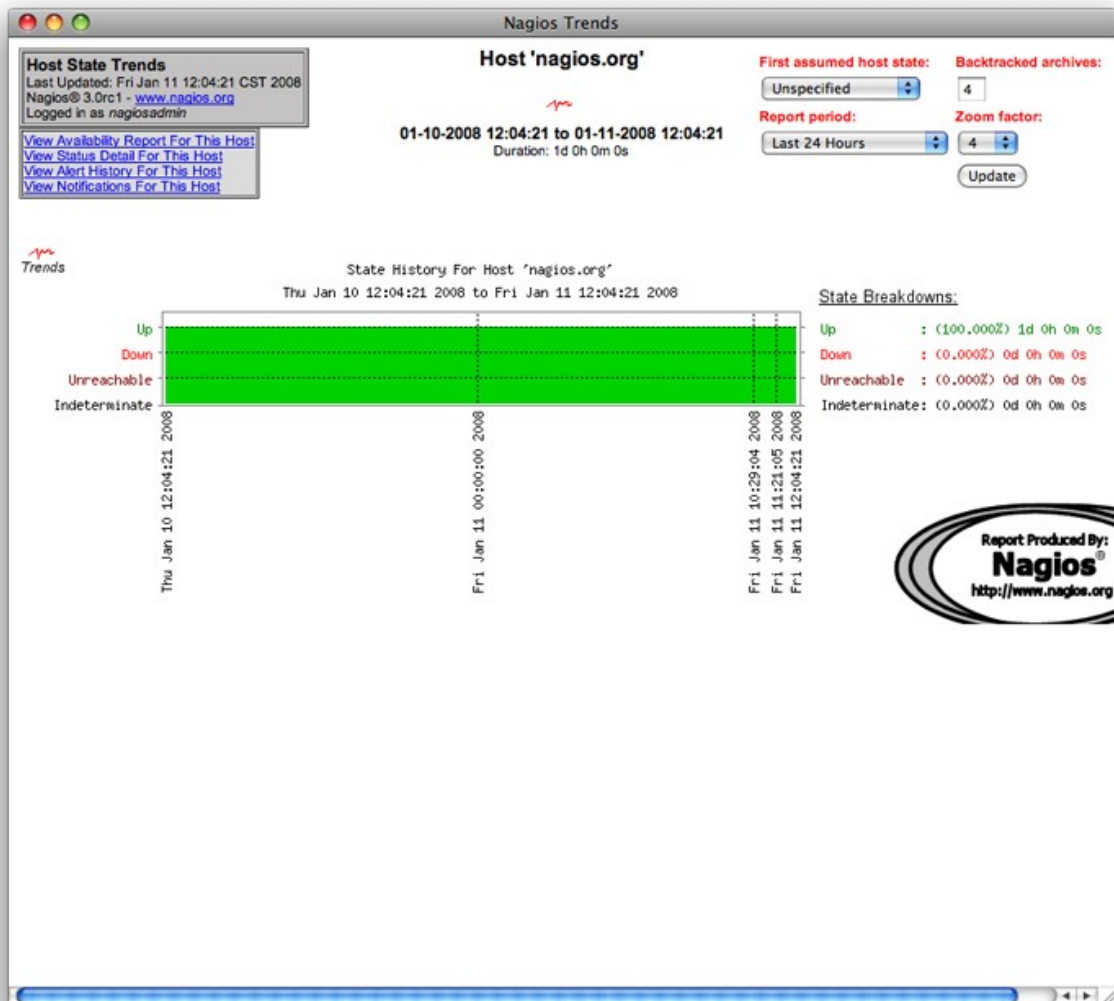 Nagios Trends
Host State Trends
Last Updated: Fri Jan 11 12:04:21 CST 2008
Nagios® 3.0rc1 - www.nagios.org
Logged in as nagiosadmin
View Availability Report For This Host
View Status Detail For This Host
View Alert History For This Host
View Notifications For This Host
Host 'nagios.org'
01-10-2008 12:04:21 to 01-11-2008 12:04:21
Duration: 1d 0h 0m 0s
First assumed host state:
Unspecified
Backtracked archives:
4
Report period:
Last 24 Hours
Zoom factor:
4
Update
Trends
State History For Host 'nagios.org'
Thu Jan 10 12:04:21 2008 to Fri Jan 11 12:04:21 2008
Up
Down
Unreachable
Indeterminate
Thu Jan 10 12:04:21 2008
Fri Jan 11 00:00:00 2008
Fri Jan 11 10:29:04 2008
Fri Jan 11 11:21:05 2008
Fri Jan 11 12:04:21 2008
State Breakdowns:
Up : (100.000%) 1d 0h 0m 0s
Down : (0.000%) 0d 0h 0m 0s
Unreachable : (0.000%) 0d 0h 0m 0s
Indeterminate: (0.000%) 0d 0h 0m 0s
Report Produced By:
Nagios®
http://www.nagios.org